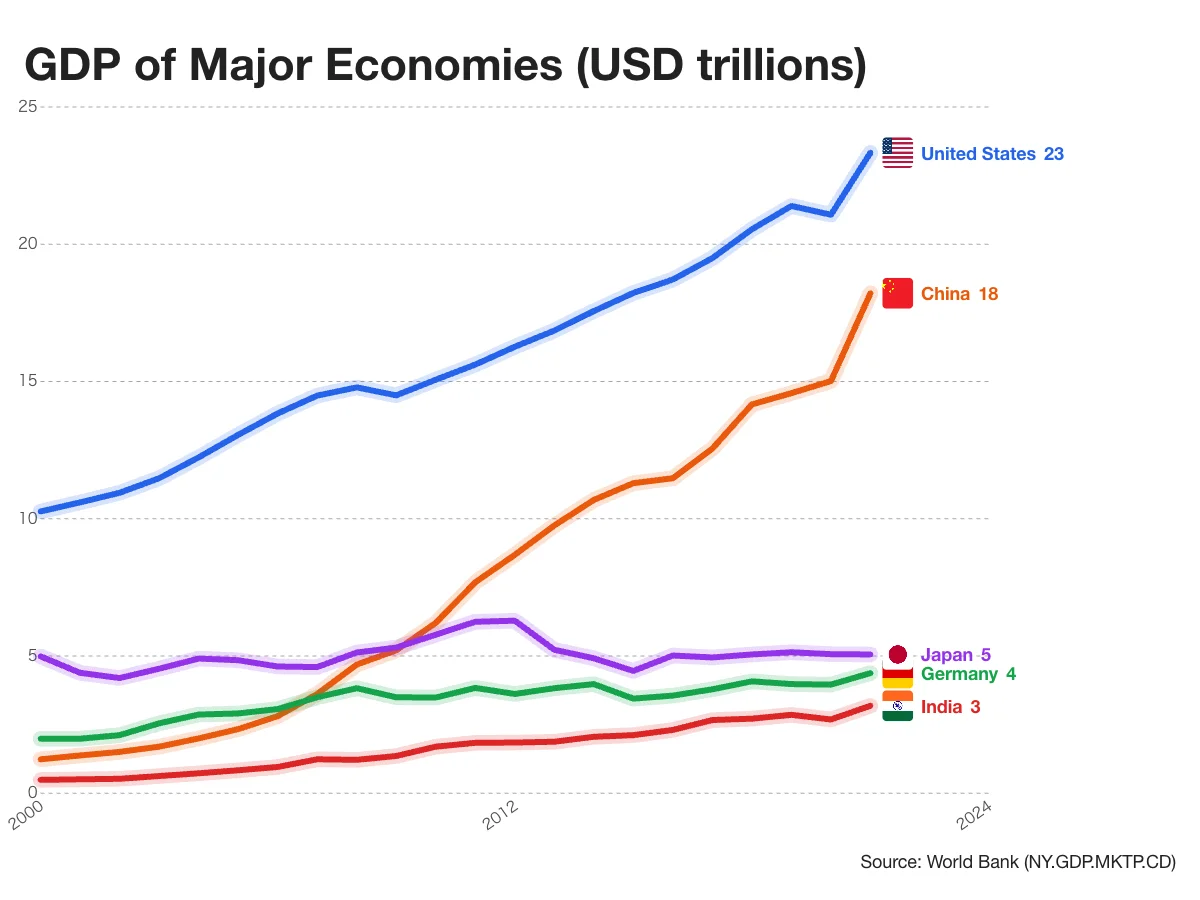 GDP of Major Economies (USD trillions)
25
United States 23
20
China 18
15
10
5
Japan 5
Germany 4
India 3
0
2000
2012
2024
Source: World Bank (NY.GDP.MKTP.CD)